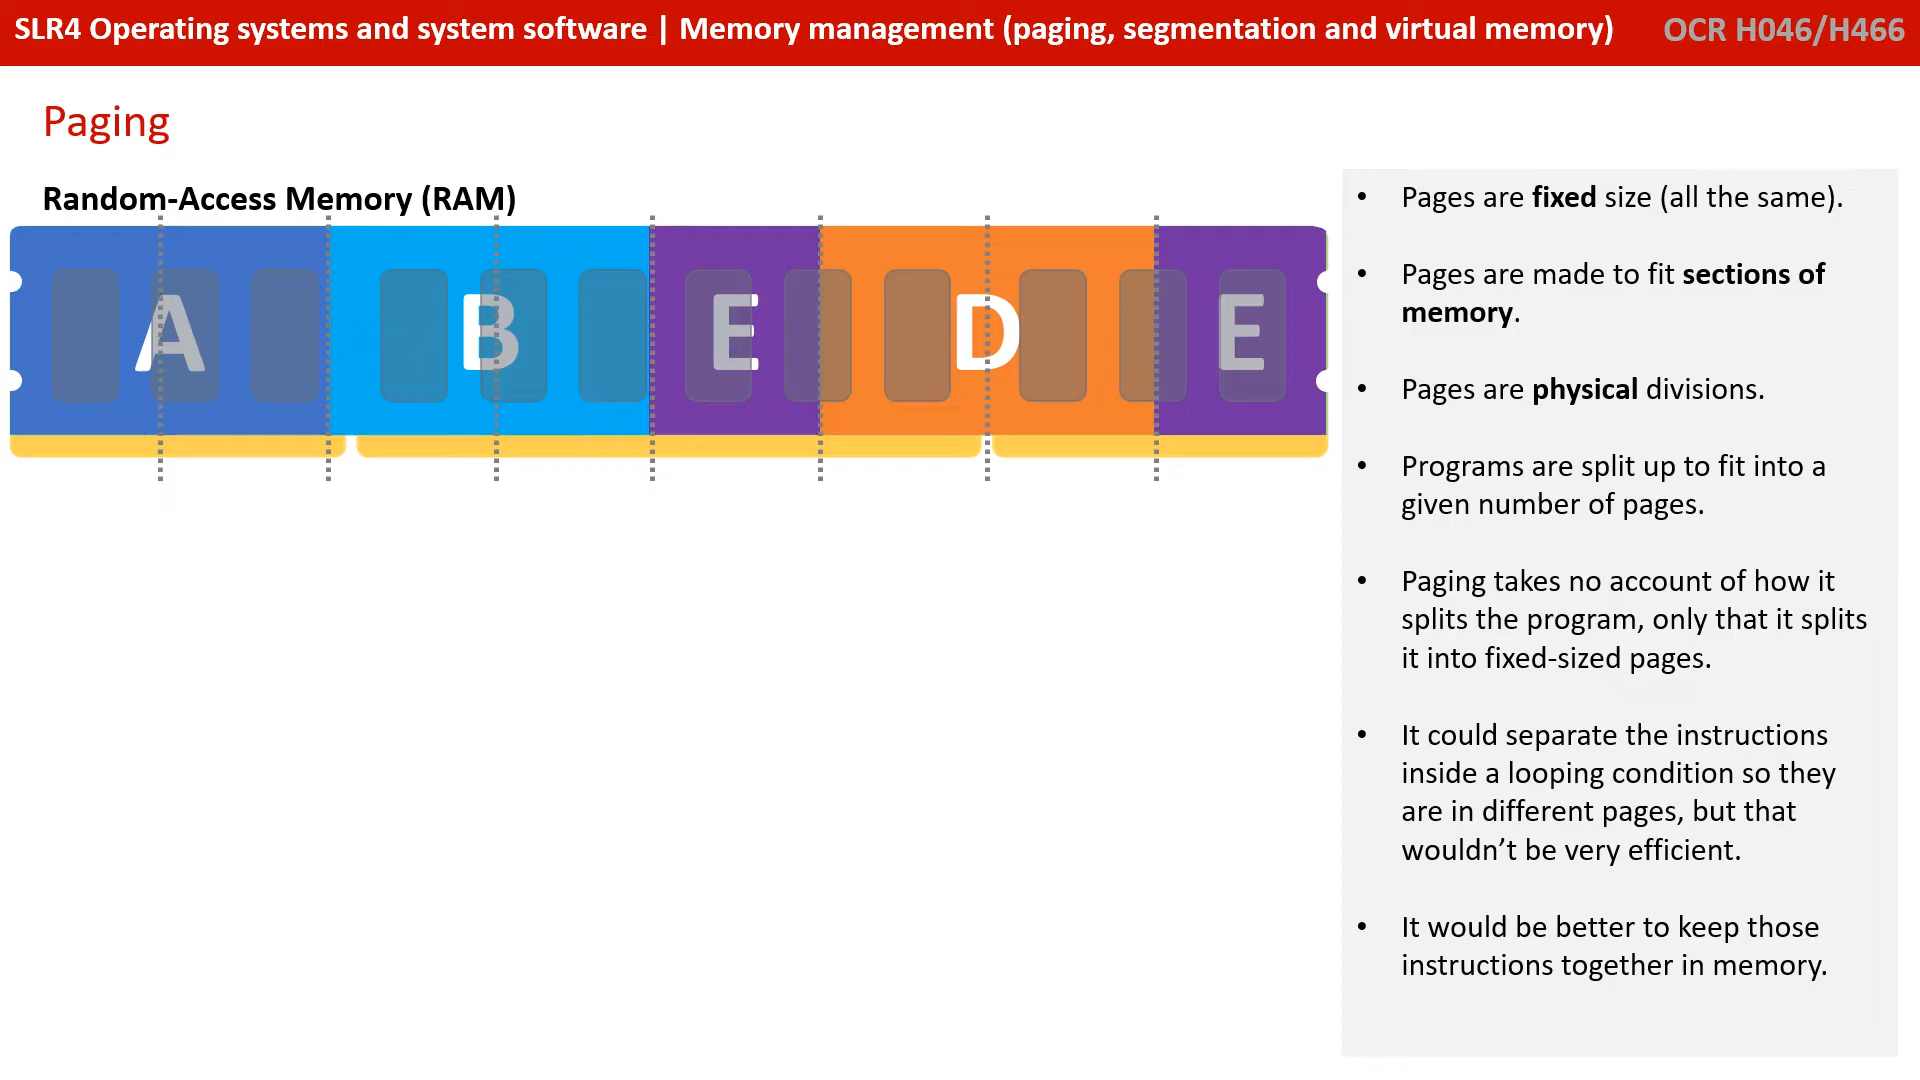 SLR4 Operating systems and system software | Memory management (paging, segmentation and virtual memory) OCR H046/H466
Paging
Random-Access Memory (RAM)
A B E D E
• Pages are fixed size (all the same).
• Pages are made to fit sections of
memory.
• Pages are physical divisions.
• Programs are split up to fit into a
given number of pages.
• Paging takes no account of how it
splits the program, only that it splits
it into fixed-sized pages.
• It could separate the instructions
inside a looping condition so they
are in different pages, but that
wouldn’t be very efficient.
• It would be better to keep those
instructions together in memory.